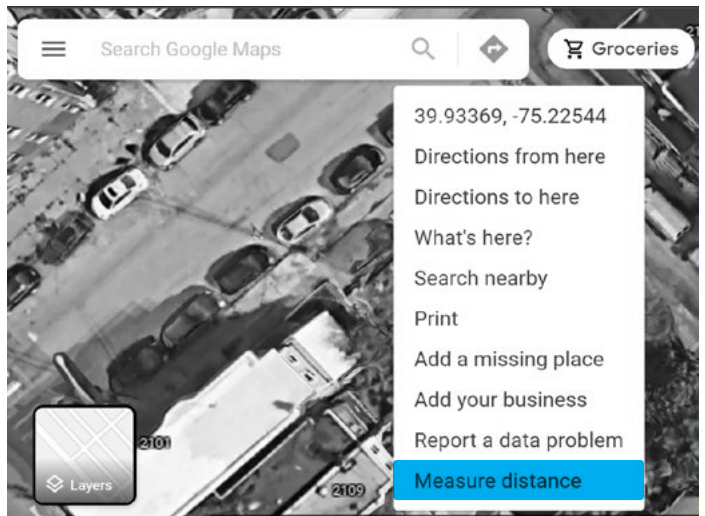 Search Google Maps
Groceries
39.93369, -75.22544
Directions from here
Directions to here
What's here?
Search nearby
Print
Add a missing place
Add your business
Report a data problem
Measure distance
2101
Layers
2109